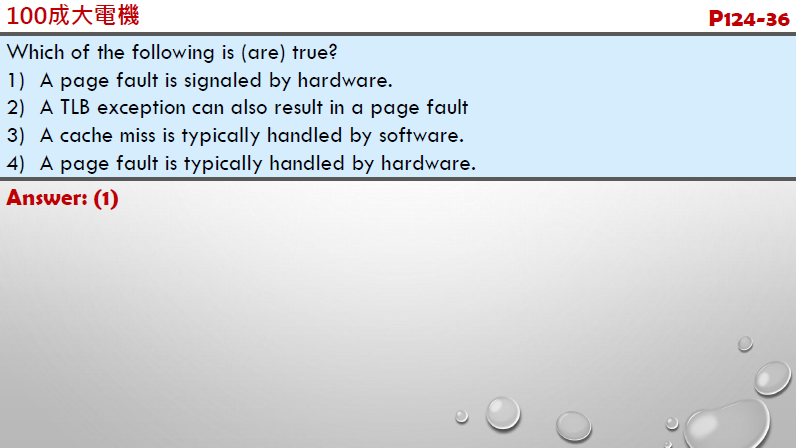 100成大電機
P124-36
Which of the following is (are) true?
1) A page fault is signaled by hardware.
2) A TLB exception can also result in a page fault
3) A cache miss is typically handled by software.
4) A page fault is typically handled by hardware.
Answer: (1)